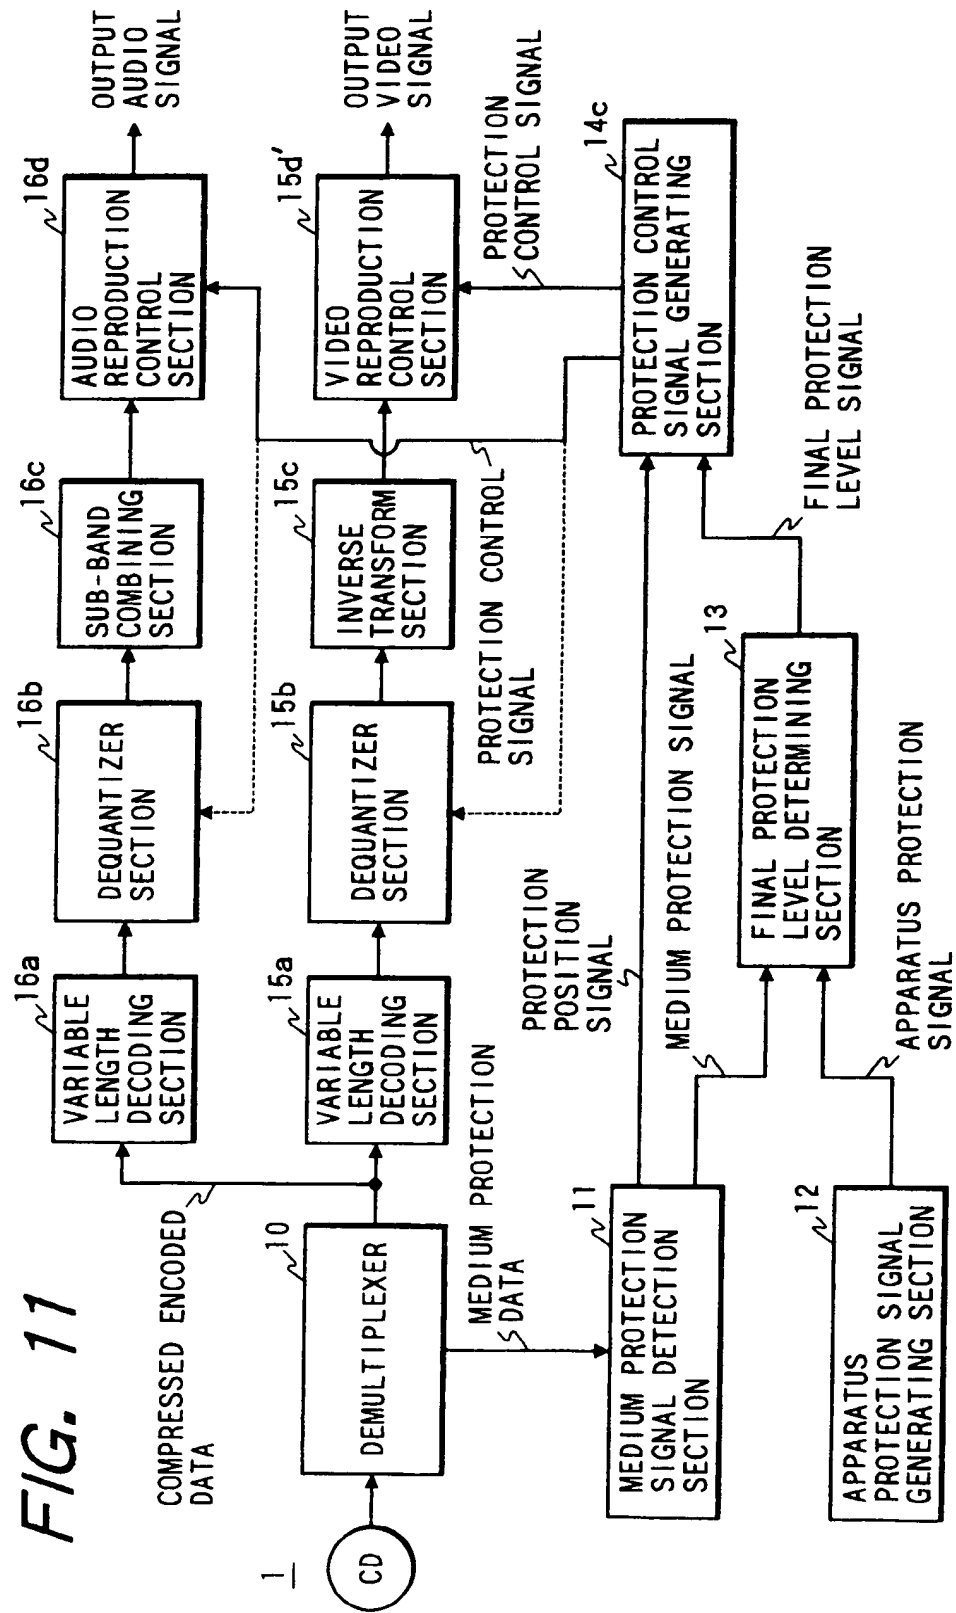 FIG. 11
1
CD
10
DEMULTIPLEXER
COMPRESSED ENCODED
DATA
MEDIUM PROTECTION
DATA
16a
VARIABLE
LENGTH
DECODING
SECTION
16b
DEQUANTIZER
SECTION
16c
SUB-BAND
COMBINING
SECTION
16d
AUDIO
REPRODUCTION
CONTROL
SECTION
OUTPUT
AUDIO
SIGNAL
15a
VARIABLE
LENGTH
DECODING
SECTION
15b
DEQUANTIZER
SECTION
15c
INVERSE
TRANSFORM
SECTION
15d'
VIDEO
REPRODUCTION
CONTROL
SECTION
OUTPUT
VIDEO
SIGNAL
PROTECTION CONTROL
SIGNAL
PROTECTION
CONTROL SIGNAL
11
MEDIUM PROTECTION
SIGNAL DETECTION
SECTION
PROTECTION
POSITION
SIGNAL
MEDIUM PROTECTION SIGNAL
14c
PROTECTION CONTROL
SIGNAL GENERATING
SECTION
12
APPARATUS
PROTECTION SIGNAL
GENERATING SECTION
APPARATUS PROTECTION
SIGNAL
13
FINAL PROTECTION
LEVEL DETERMINING
SECTION
FINAL PROTECTION
LEVEL SIGNAL